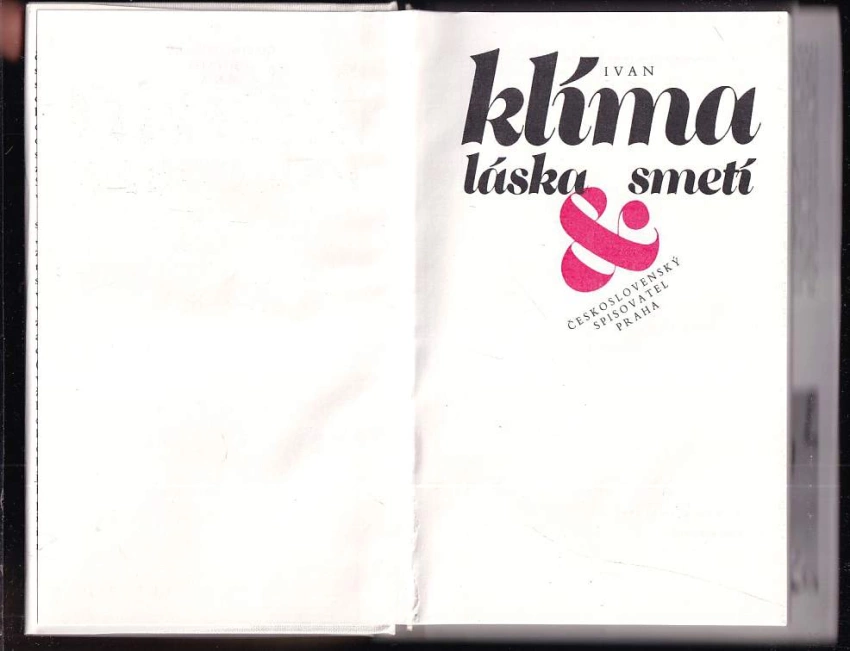 IVAN
klíma
láska & smetí
ČESKOSLOVENSKÝ
SPISOVATEL
PRAHA